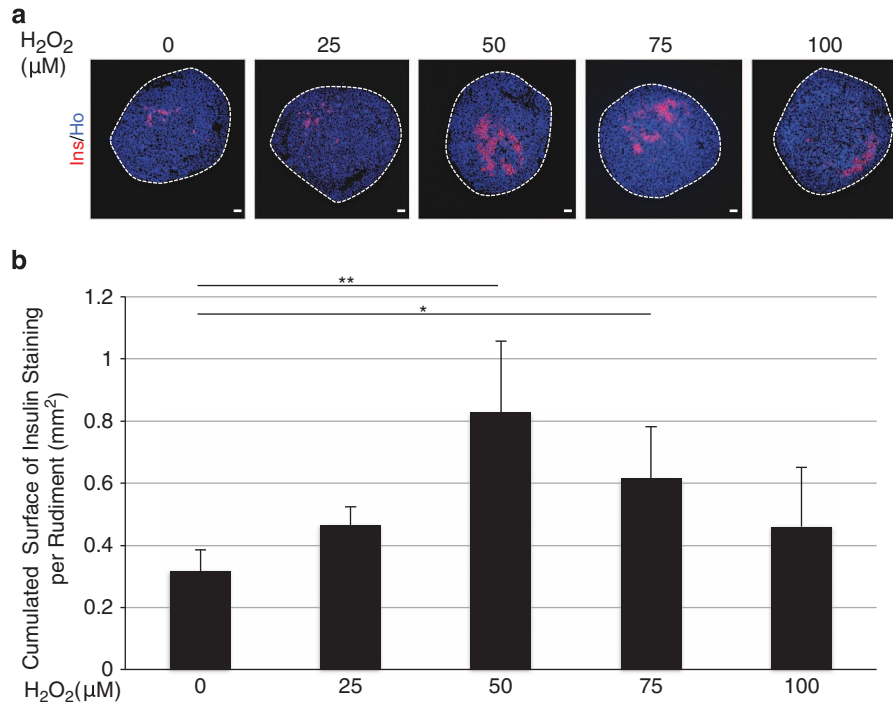 a
H₂O₂ (μM) 0 25 50 75 100
Ins/Ho
b
**
*
Cumulated Surface of Insulin Staining
per Rudiment (mm²)
1.2
1
0.8
0.6
0.4
0.2
0
H₂O₂(μM) 0 25 50 75 100